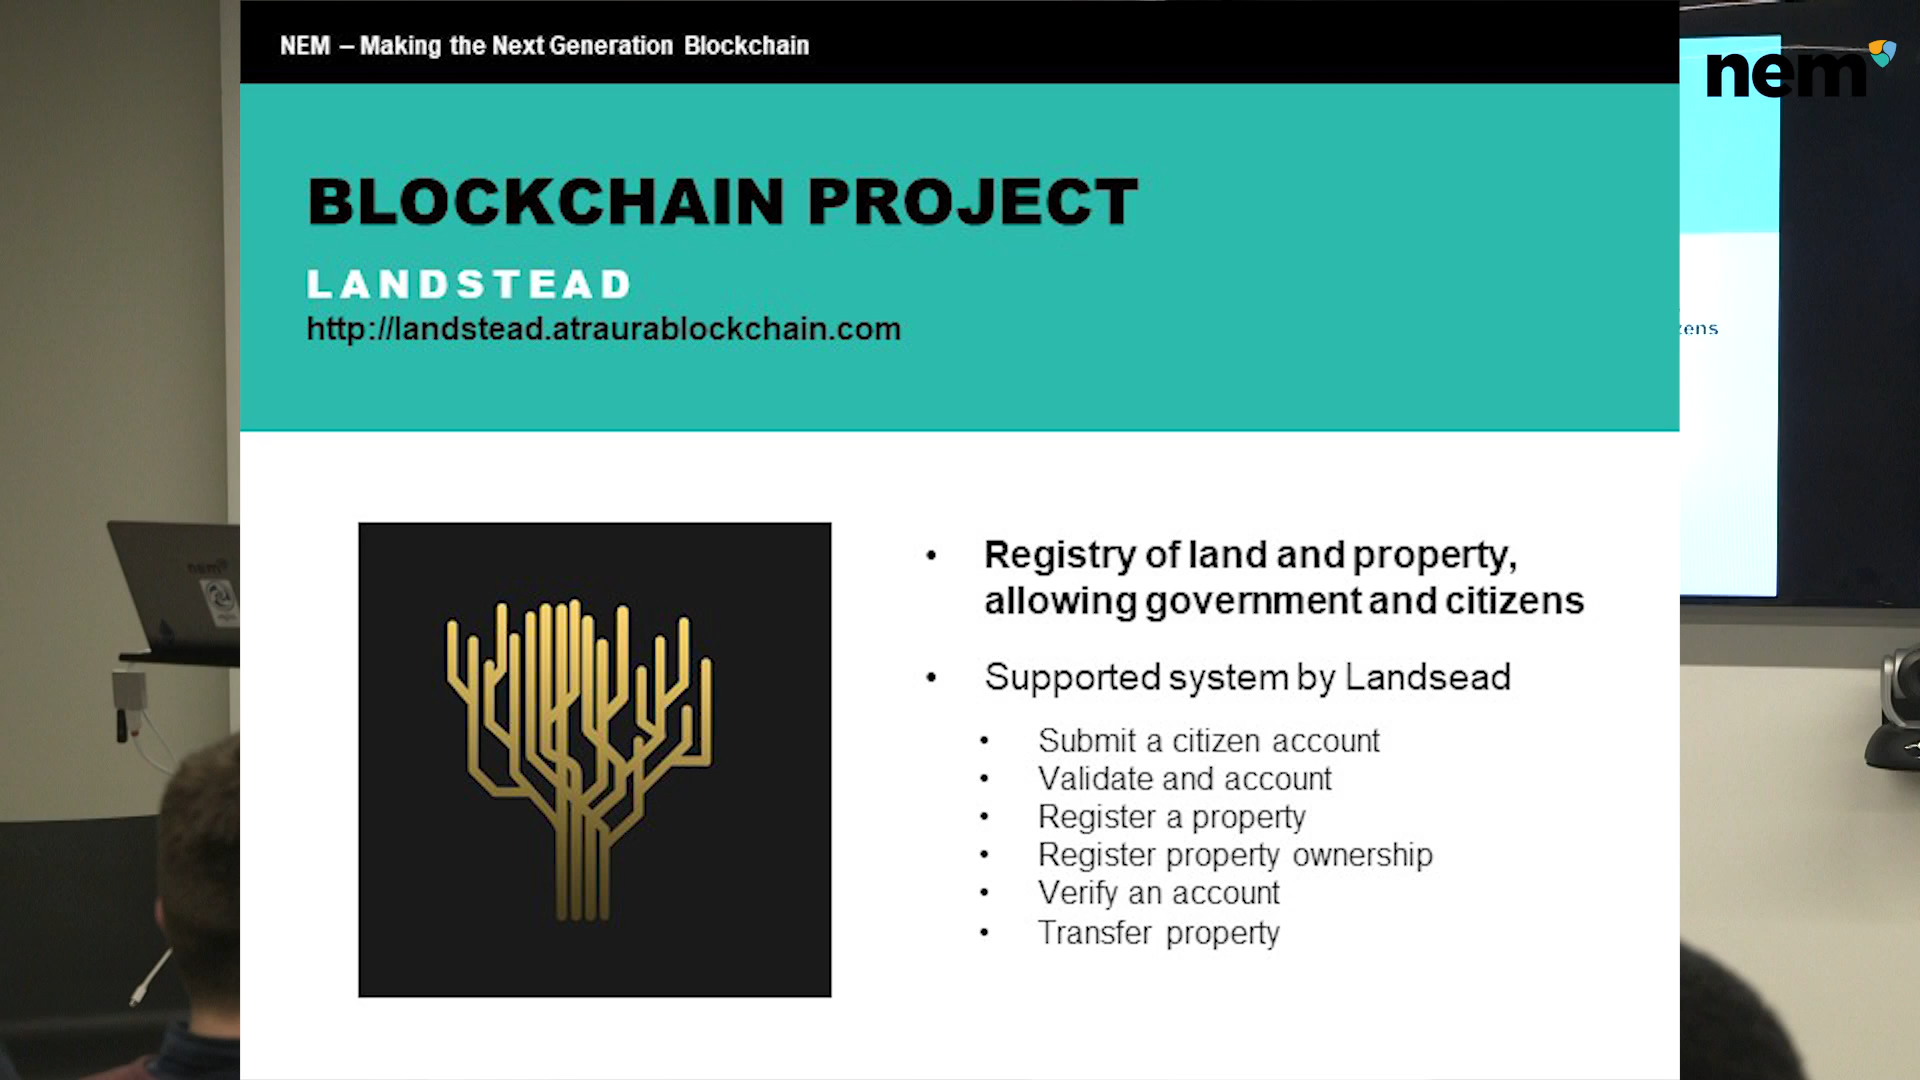 NEM – Making the Next Generation Blockchain
nem
BLOCKCHAIN PROJECT
LANDSTEAD
http://landstead.atraurablockchain.com
zens
nem
• Registry of land and property,
allowing government and citizens
• Supported system by Landsead
• Submit a citizen account
• Validate and account
• Register a property
• Register property ownership
• Verify an account
• Transfer property